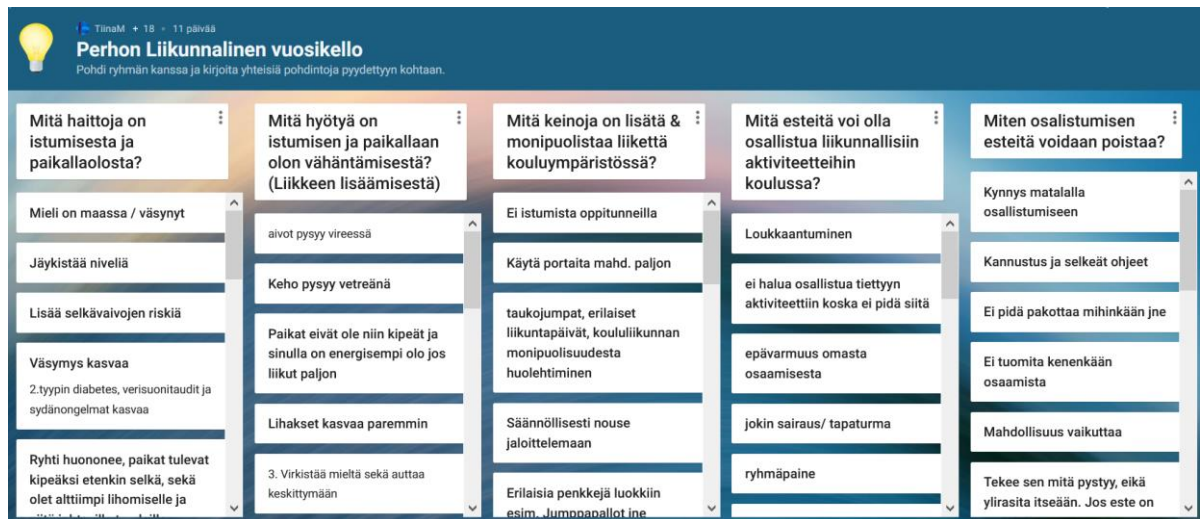 TiinaM + 18 • 11 päivää
Perhon Liikunnalinen vuosikello
Pohdi ryhmän kanssa ja kirjoita yhteisiä pohdintoja pyydettyyn kohtaan.
Mitä haittoja on
istumisesta ja
paikallaolosta?
Mieli on maassa / väsynyt
Jäykistää niveliä
Lisää selkävaivojen riskiä
Väsymys kasvaa
2.tyypin diabetes, verisuonitaudit ja
sydänongelmat kasvaa
Ryhti huononee, paikat tulevat
kipeäksi etenkin selkä, sekä
olet alttiimpi lihomiselle ja
Mitä hyötyä on
istumisen ja paikallaan
olon vähäntämisestä?
(Liikkeen lisäämisestä)
aivot pysyy vireessä
Keho pysyy vetreänä
Paikat eivät ole niin kipeät ja
sinulla on energisempi olo jos
liikut paljon
Lihakset kasvaa paremmin
3. Virkistää mieltä sekä auttaa
keskittymään
Mitä keinoja on lisätä &
monipuolistaa liikettä
kouluympäristössä?
Ei istumista oppitunneilla
Käytä portaita mahd. paljon
taukojumpat, erilaiset
liikuntapäivät, koululiikunnan
monipuolisuudesta
huolehtiminen
Säännöllisesti nouse
jaloittelemaan
Erilaisia penkkejä luokkiin
esim. Jumppapallot jne
Mitä esteitä voi olla
osallistua liikunnallisiin
aktiviteetteihin
koulussa?
Loukkaantuminen
ei halua osallistua tiettyyn
aktiviteettiin koska ei pidä siitä
epävarmuus omasta
osaamisesta
jokin sairaus/ tapaturma
ryhmäpaine
Miten osalistumisen
esteitä voidaan poistaa?
Kynnys matalalla
osallistumiseen
Kannustus ja selkeät ohjeet
Ei pidä pakottaa mihinkään jne
Ei tuomita kenenkään
osaamista
Mahdollisuus vaikuttaa
Tekee sen mitä pystyy, eikä
ylirasita itseään. Jos este on